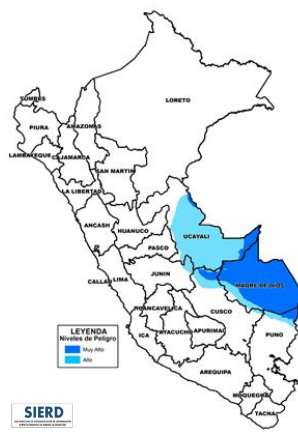 LORETO
TUMBES
PIURA
AMAZONAS
LAMBAYEQUE
CAJAMARCA
SAN MARTIN
LA LIBERTAD
ANCASH
HUANUCO
UCAYALI
PASCO
CALLAO
LIMA
JUNIN
MADRE DE DIOS
HUANCAVELICA
CUSCO
ICA
AYACUCHO
APURIMAC
PUNO
AREQUIPA
MOQUEGUA
TACNA
LEYENDA
Niveles de Peligro
Muy Alto
Alto
SIERD